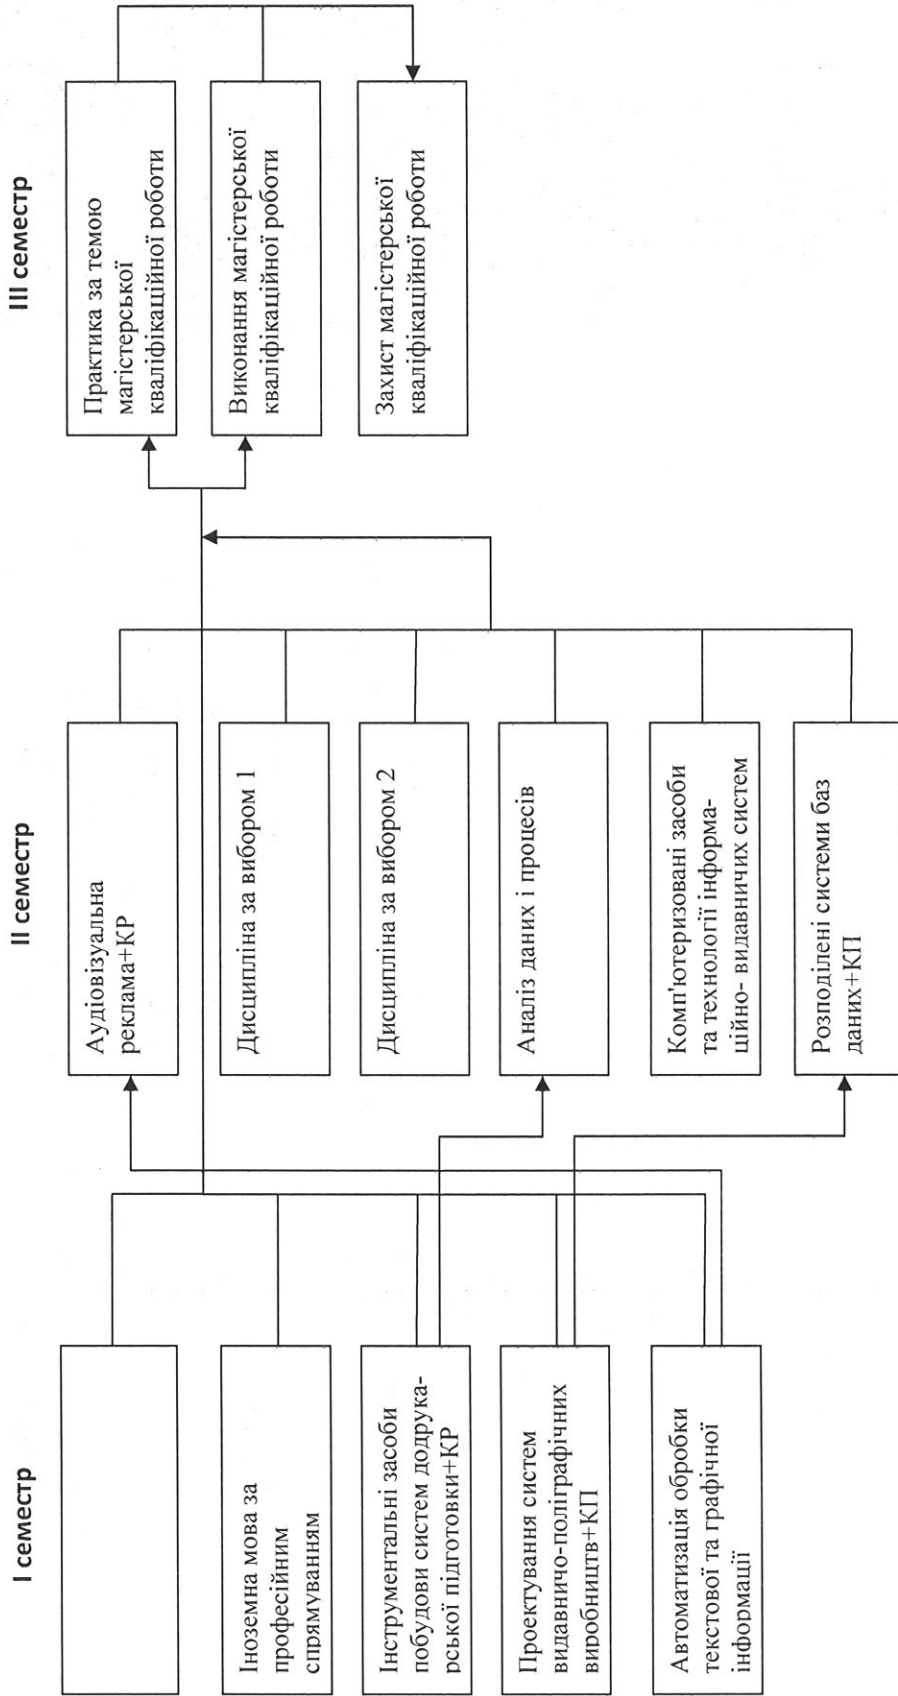 I семестр
Іноземна мова за
професійним
спрямуванням
Інструментальні засоби
побудови систем додрука-
рської підготовки+КР
Проектування систем
видавничо-поліграфічних
виробництв+КП
Автоматизація обробки
текстової та графічної
інформації
II семестр
Аудіовізуальна
реклама+КР
Дисципліна за вибором 1
Дисципліна за вибором 2
Аналіз даних і процесів
Комп'ютеризовані засоби
та технології інформа-
ційно- видавничих систем
Розподілені системи баз
даних+КП
III семестр
Практика за темою
магістерської
кваліфікаційної роботи
Виконання магістерської
кваліфікаційної роботи
Захист магістерської
кваліфікаційної роботи